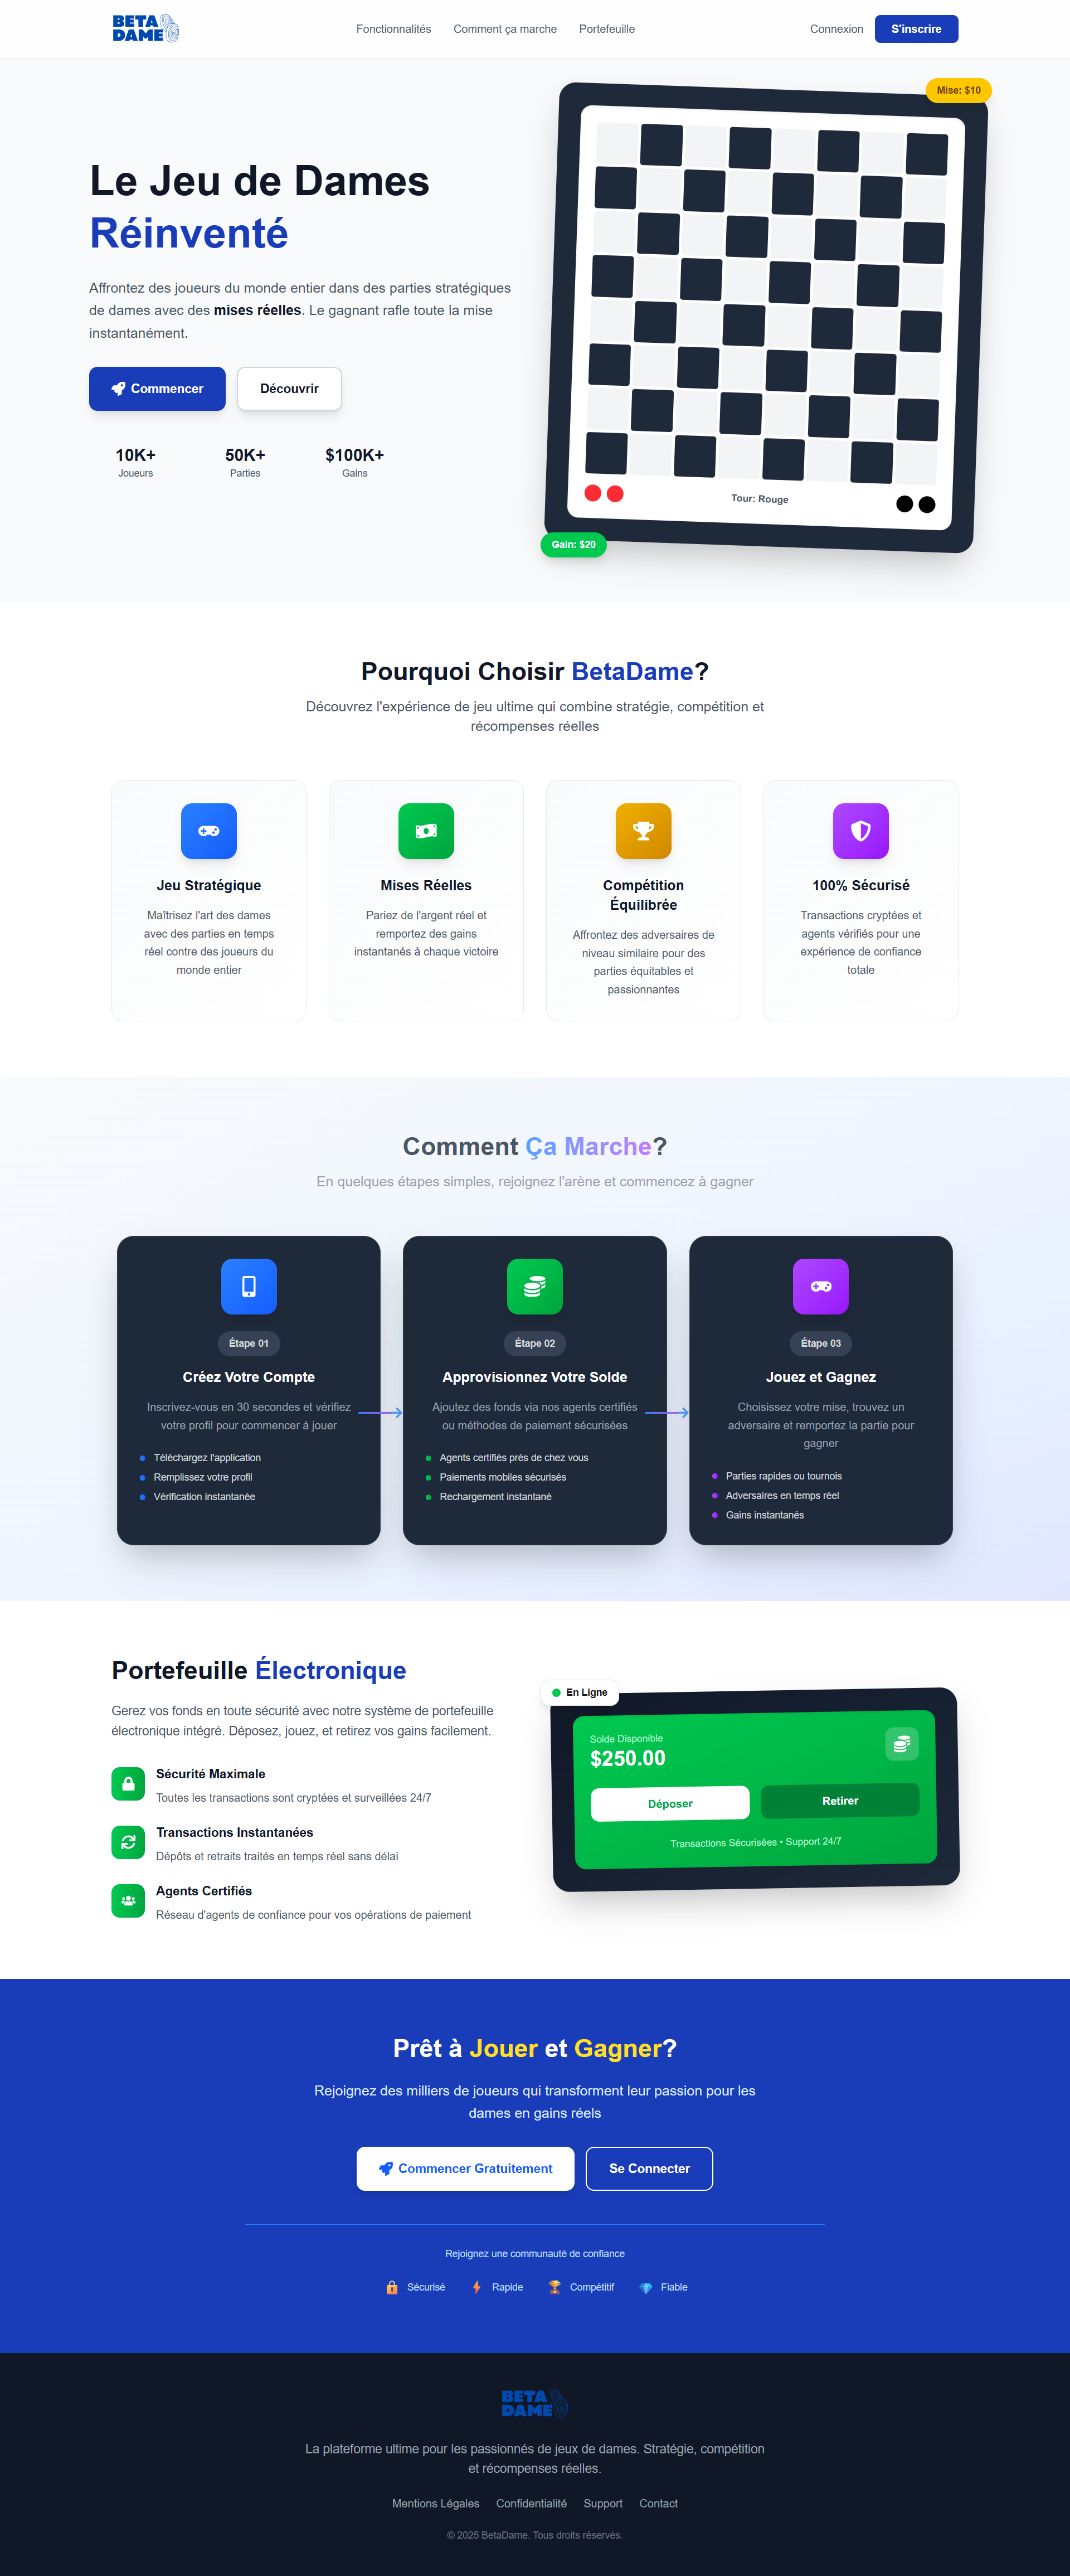 BETA
DAME
Fonctionnalités
Comment ça marche
Portefeuille
Connexion
S'inscrire
Le Jeu de Dames
Réinventé
Affrontez des joueurs du monde entier dans des parties stratégiques
de dames avec des mises réelles. Le gagnant rafle toute la mise
instantanément.
Commencer
Découvrir
10K+
Joueurs
50K+
Parties
$100K+
Gains
Mise: $10
Tour: Rouge
Gain: $20
Pourquoi Choisir BetaDame?
Découvrez l'expérience de jeu ultime qui combine stratégie, compétition et
récompenses réelles
Jeu Stratégique
Maîtrisez l'art des dames
avec des parties en temps
réel contre des joueurs du
monde entier
Mises Réelles
Pariez de l'argent réel et
remportez des gains
instantanés à chaque victoire
Compétition
Équilibrée
Affrontez des adversaires de
niveau similaire pour des
parties équitables et
passionnantes
100% Sécurisé
Transactions cryptées et
agents vérifiés pour une
expérience de confiance
totale
Comment Ça Marche?
En quelques étapes simples, rejoignez l'arène et commencez à gagner
Étape 01
Créez Votre Compte
Inscrivez-vous en 30 secondes et vérifiez
votre profil pour commencer à jouer
Téléchargez l'application
Remplissez votre profil
Vérification instantanée
Étape 02
Approvisionnez Votre Solde
Ajoutez des fonds via nos agents certifiés
ou méthodes de paiement sécurisées
Agents certifiés près de chez vous
Paiements mobiles sécurisés
Rechargement instantané
Étape 03
Jouez et Gagnez
Choisissez votre mise, trouvez un
adversaire et remportez la partie pour
gagner
Parties rapides ou tournois
Adversaires en temps réel
Gains instantanés
Portefeuille Électronique
Gerez vos fonds en toute sécurité avec notre système de portefeuille
électronique intégré. Déposez, jouez, et retirez vos gains facilement.
Sécurité Maximale
Toutes les transactions sont cryptées et surveillées 24/7
Transactions Instantanées
Dépôts et retraits traités en temps réel sans délai
Agents Certifiés
Réseau d'agents de confiance pour vos opérations de paiement
En Ligne
Solde Disponible
$250.00
Déposer
Retirer
Transactions Sécurisées • Support 24/7
Prêt à Jouer et Gagner?
Rejoignez des milliers de joueurs qui transforment leur passion pour les
dames en gains réels
Commencer Gratuitement
Se Connecter
Rejoignez une communauté de confiance
Sécurisé
Rapide
Compétitif
Fiable
BETA
DAME
La plateforme ultime pour les passionnés de jeux de dames. Stratégie, compétition
et récompenses réelles.
Mentions Légales
Confidentialité
Support
Contact
© 2025 BetaDame. Tous droits réservés.